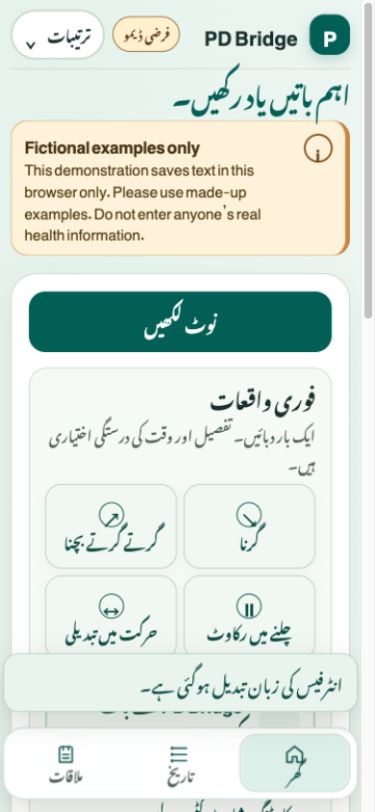 P
PD Bridge
فرضی ڈیمو
ترتیبات
اہم باتیں یاد رکھیں۔
Fictional examples only
This demonstration saves text in this
browser only. Please use made-up
examples. Do not enter anyone's real
health information.
نوٹ لکھیں
فوری واقعات
ایک بار دبائیں۔ تفصیل اور وقت کی درستگی اختیاری
ہیں۔
گرنا
گرتے گرتے بچنا
چلنے میں رکاوٹ
حرکت میں تبدیلی
انٹرفیس کی زبان تبدیل ہوگئی ہے۔
گھر
تاریخ
ملاقات